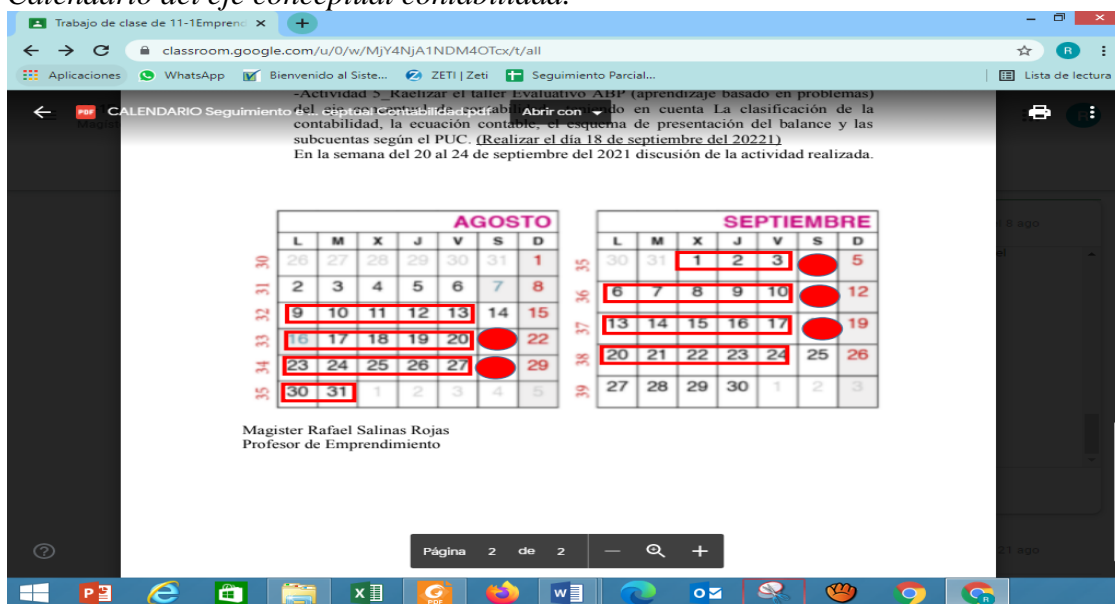 Calendario del eje conceptual contabilidad.
Trabajo de clase de 11-1Emprend
classroom.google.com/u/0/w/MjY4NjA1NDM4OTcx/t/all
R
Aplicaciones WhatsApp Bienvenido al Siste... ZETI | Zeti Seguimiento Parcial... Lista de lectura
-Actividad 5_Raelizar el taller Evaluativo ABP (aprendizaje basado en problemas)
CALENDARIO Seguimiento Abrir con
en cuenta La clasificación de la
contabilidad, la ecuación contable, el esquema de presentación del balance y las
subcuentas según el PUC. (Realizar el día 18 de septiembre del 20221)
En la semana del 20 al 24 de septiembre del 2021 discusión de la actividad realizada.
AGOSTO
L M X J V S D
30 26 27 28 29 30 31 1
31 2 3 4 5 6 7 8
32 9 10 11 12 13 14 15
33 16 17 18 19 20 22
34 23 24 25 26 27 29
35 30 31 1 2 3 4 5
SEPTIEMBRE
L M X J V S D
35 30 31 1 2 3 5
36 6 7 8 9 10 12
37 13 14 15 16 17 19
38 20 21 22 23 24 25 26
39 27 28 29 30 1 2 3
Magister Rafael Salinas Rojas
Profesor de Emprendimiento
6 ago
Página 2 de 2
21 ago